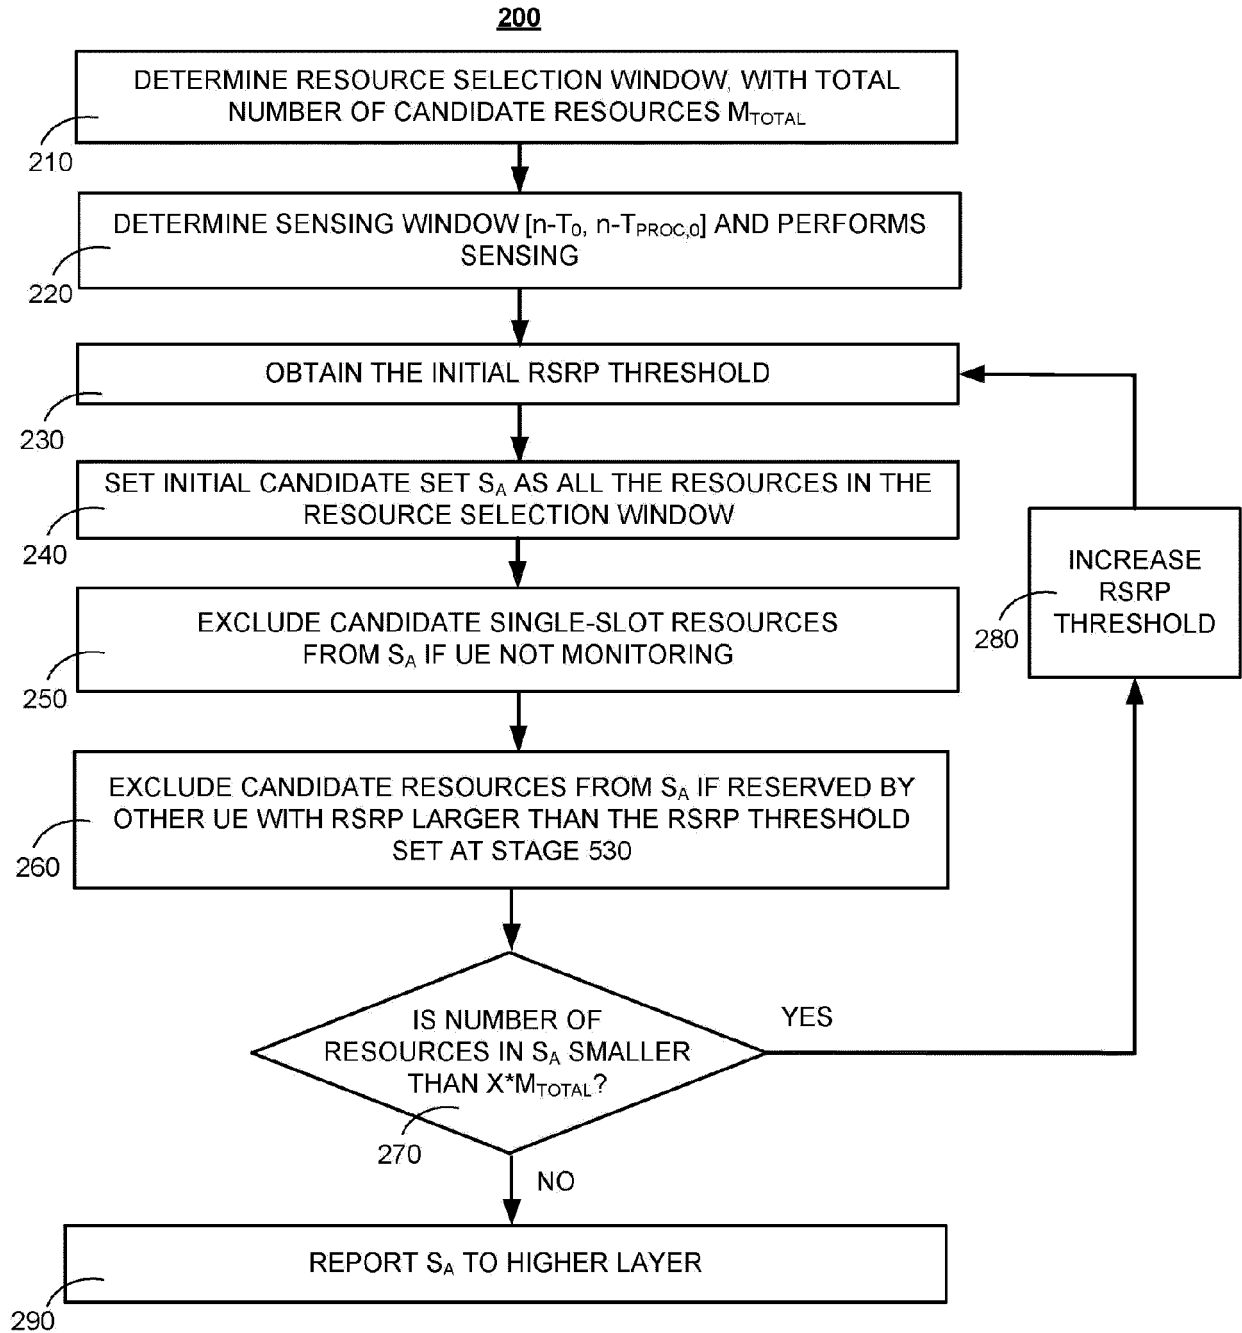 200
DETERMINE RESOURCE SELECTION WINDOW, WITH TOTAL
NUMBER OF CANDIDATE RESOURCES MTOTAL
210
DETERMINE SENSING WINDOW [n-T0, n-TPROC,0] AND PERFORMS
SENSING
220
OBTAIN THE INITIAL RSRP THRESHOLD
230
SET INITIAL CANDIDATE SET SA AS ALL THE RESOURCES IN THE
RESOURCE SELECTION WINDOW
240
EXCLUDE CANDIDATE SINGLE-SLOT RESOURCES
FROM SA IF UE NOT MONITORING
250
INCREASE
RSRP
THRESHOLD
280
EXCLUDE CANDIDATE RESOURCES FROM SA IF RESERVED BY
OTHER UE WITH RSRP LARGER THAN THE RSRP THRESHOLD
SET AT STAGE 530
260
IS NUMBER OF
RESOURCES IN SA SMALLER
THAN X*MTOTAL?
270
YES
NO
REPORT SA TO HIGHER LAYER
290